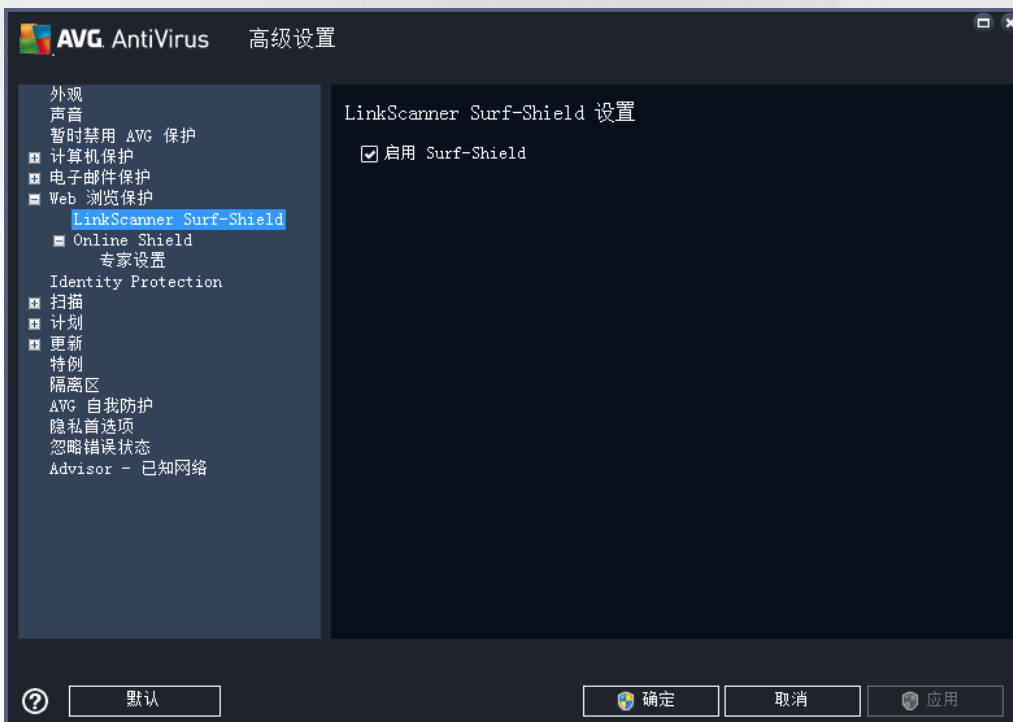 AVG. AntiVirus 高级设置
外观
声音
暂时禁用 AVG 保护
计算机保护
电子邮件保护
Web 浏览保护
LinkScanner Surf-Shield
Online Shield
专家设置
Identity Protection
扫描
计划
更新
特例
隔离区
AVG 自我防护
隐私首选项
忽略错误状态
Advisor - 已知网络
LinkScanner Surf-Shield 设置
启用 Surf-Shield
默认
确定
取消
应用